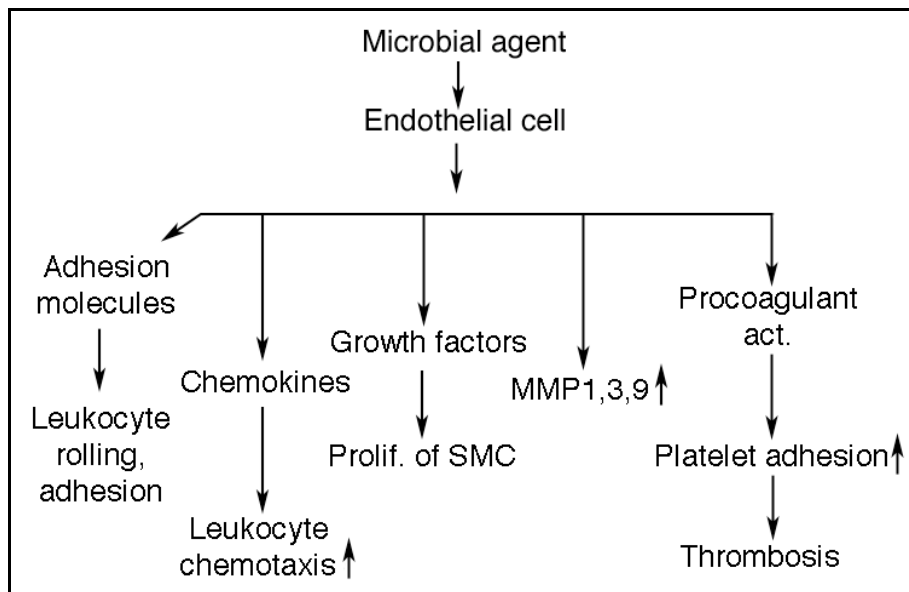 Microbial agent
Endothelial cell
Adhesion
molecules
Leukocyte
rolling,
adhesion
Chemokines
Leukocyte
chemotaxis
Growth factors
Prolif. of SMC
MMP1,3,9
Procoagulant
act.
Platelet adhesion
Thrombosis